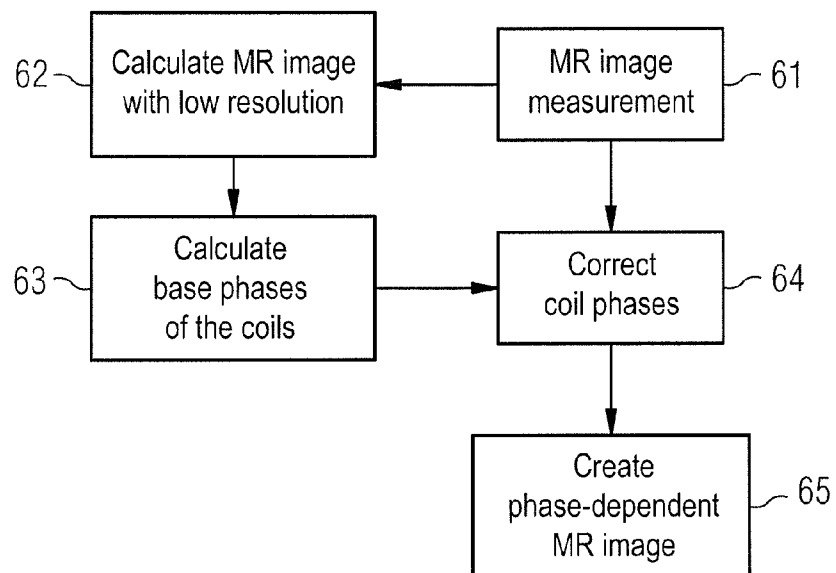 62
Calculate MR image
with low resolution
MR image
measurement
61
63
Calculate
base phases
of the coils
Correct
coil phases
64
Create
phase-dependent
MR image
65